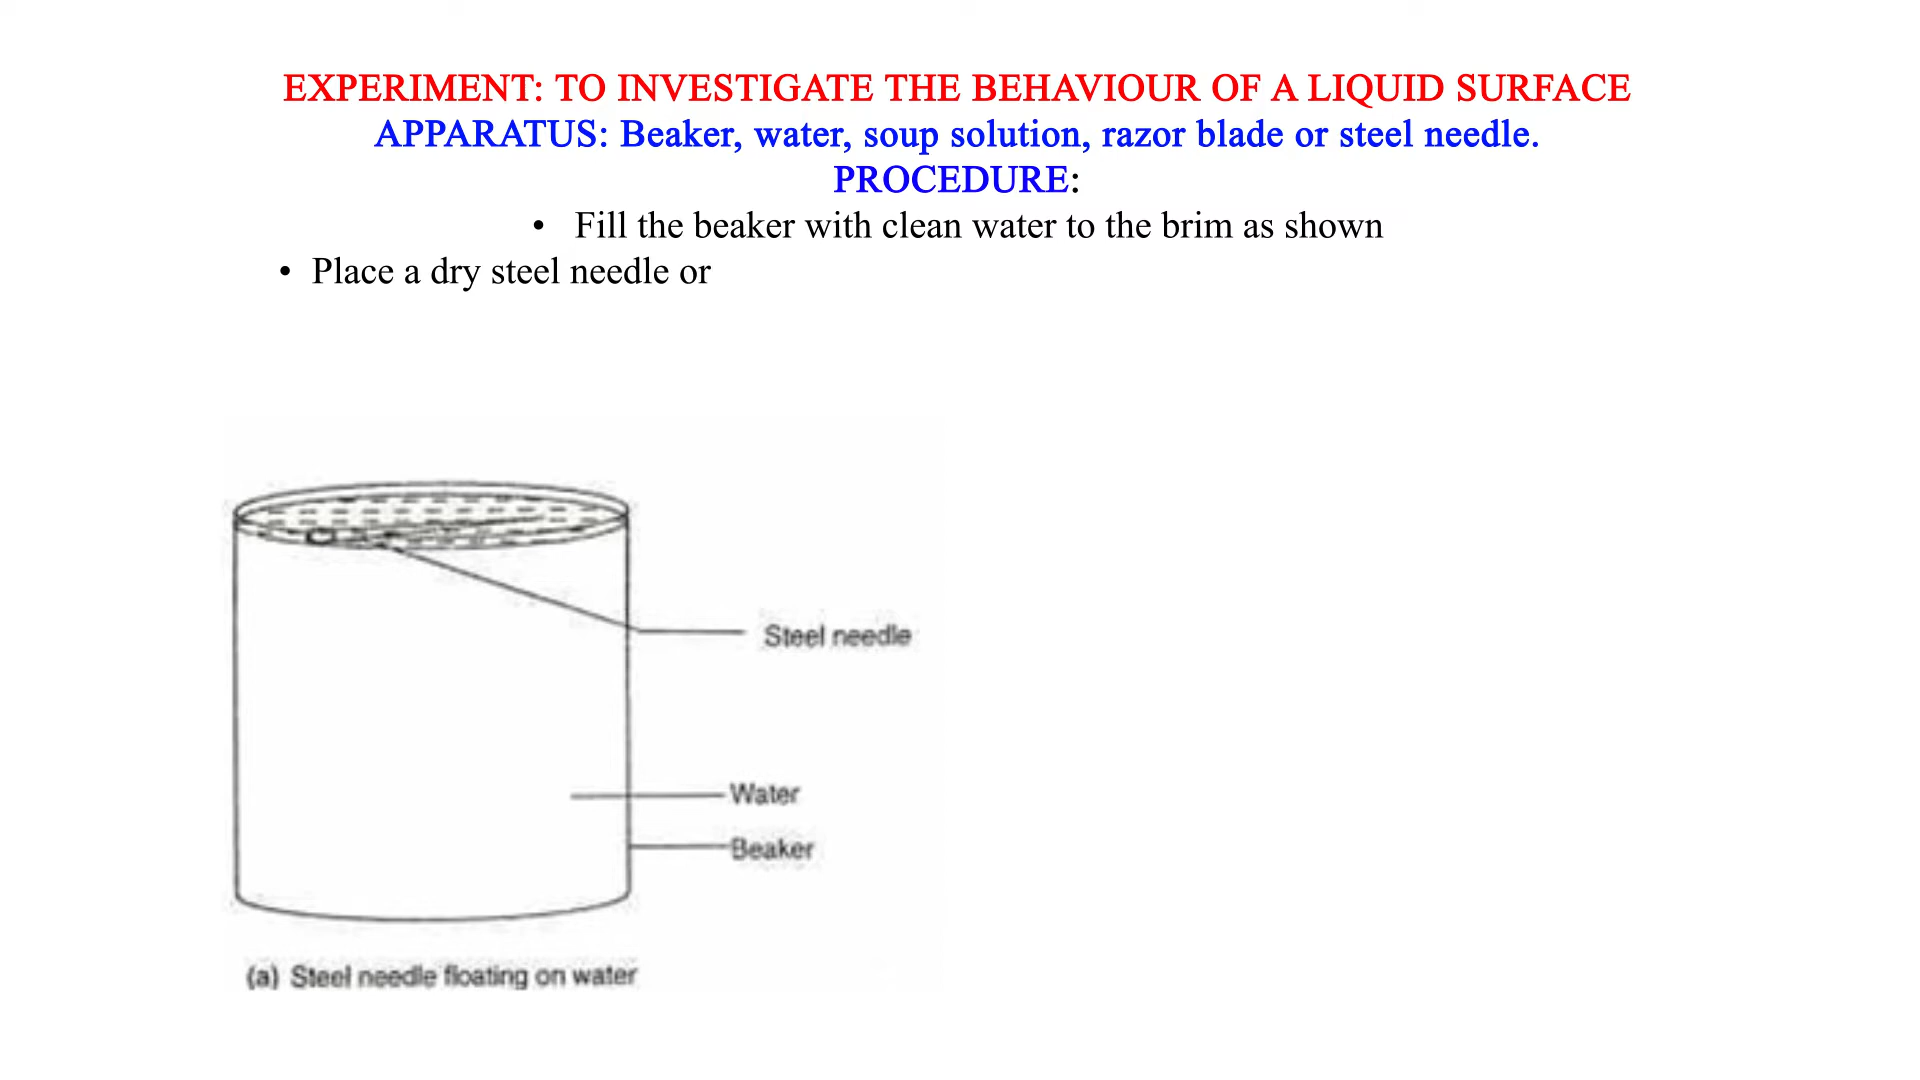 EXPERIMENT: TO INVESTIGATE THE BEHAVIOUR OF A LIQUID SURFACE
APPARATUS: Beaker, water, soup solution, razor blade or steel needle.
PROCEDURE:
• Fill the beaker with clean water to the brim as shown
• Place a dry steel needle or
Steel needle
Water
Beaker
(a) Steel needle floating on water